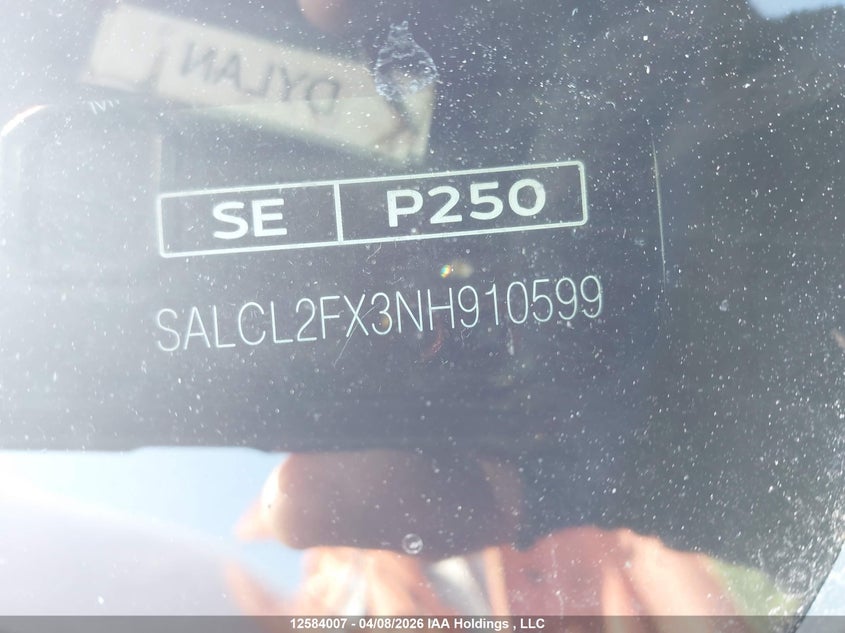 DYLAN
SE P250
SALCL2FX3NH910599
12584007 - 04/08/2026 IAA Holdings , LLC